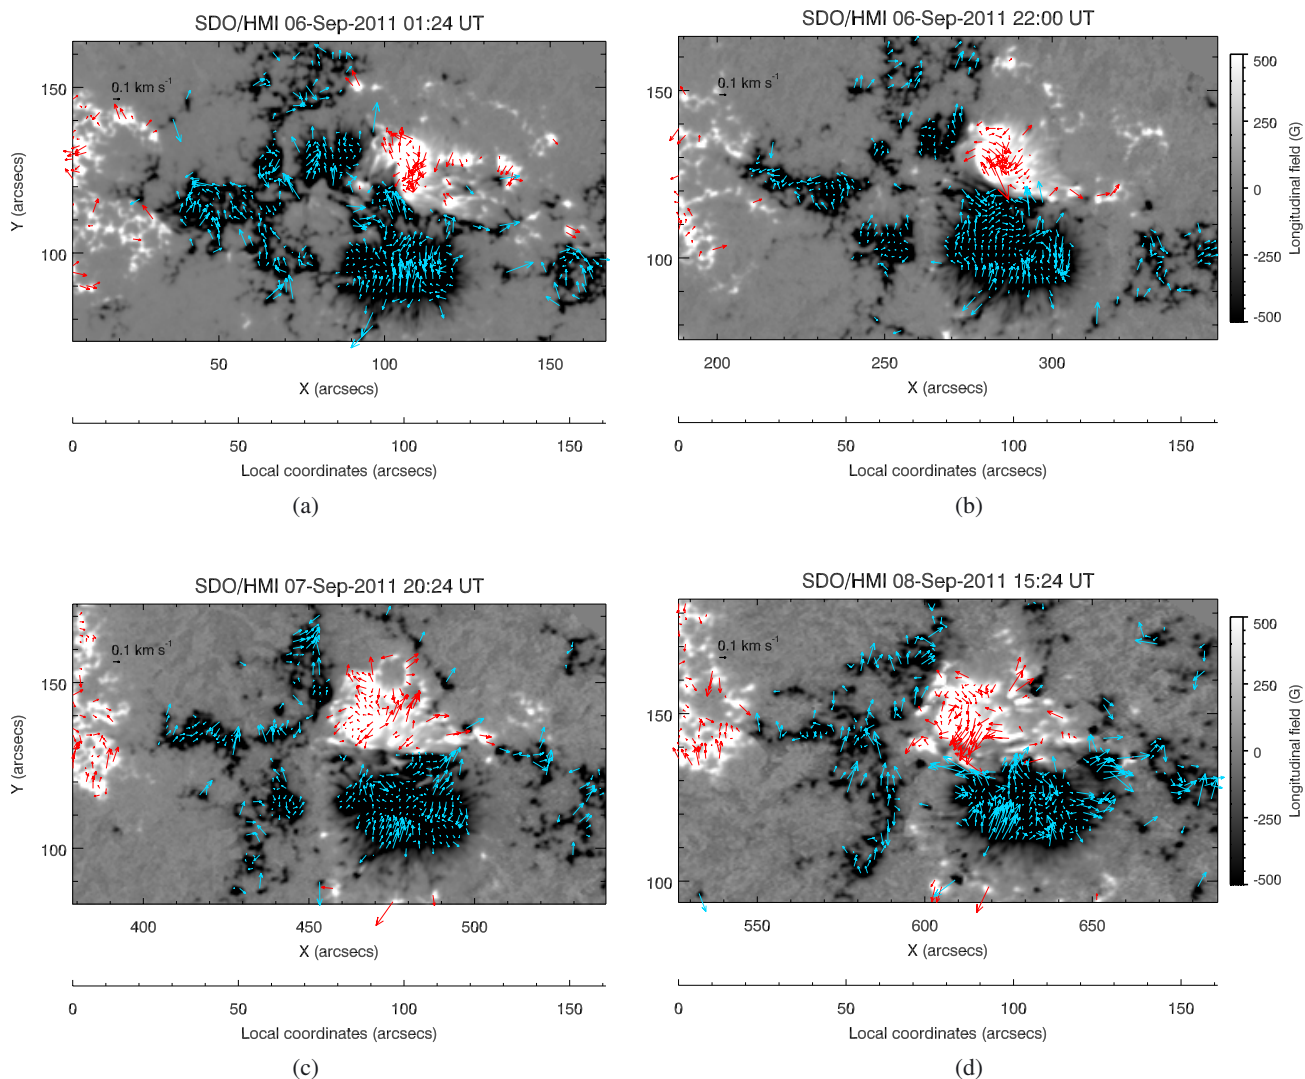 SDO/HMI 06-Sep-2011 01:24 UT
0.1 km s⁻¹
150
100
Y (arcsecs)
50 100 150
X (arcsecs)
0 50 100 150
Local coordinates (arcsecs)
(a)
SDO/HMI 06-Sep-2011 22:00 UT
0.1 km s⁻¹
150
100
200 250 300
X (arcsecs)
0 50 100 150
Local coordinates (arcsecs)
(b)
500
250
0
-250
-500
Longitudinal field (G)
SDO/HMI 07-Sep-2011 20:24 UT
0.1 km s⁻¹
150
100
Y (arcsecs)
400 450 500
X (arcsecs)
0 50 100 150
Local coordinates (arcsecs)
(c)
SDO/HMI 08-Sep-2011 15:24 UT
0.1 km s⁻¹
150
100
550 600 650
X (arcsecs)
0 50 100 150
Local coordinates (arcsecs)
(d)
500
250
0
-250
-500
Longitudinal field (G)